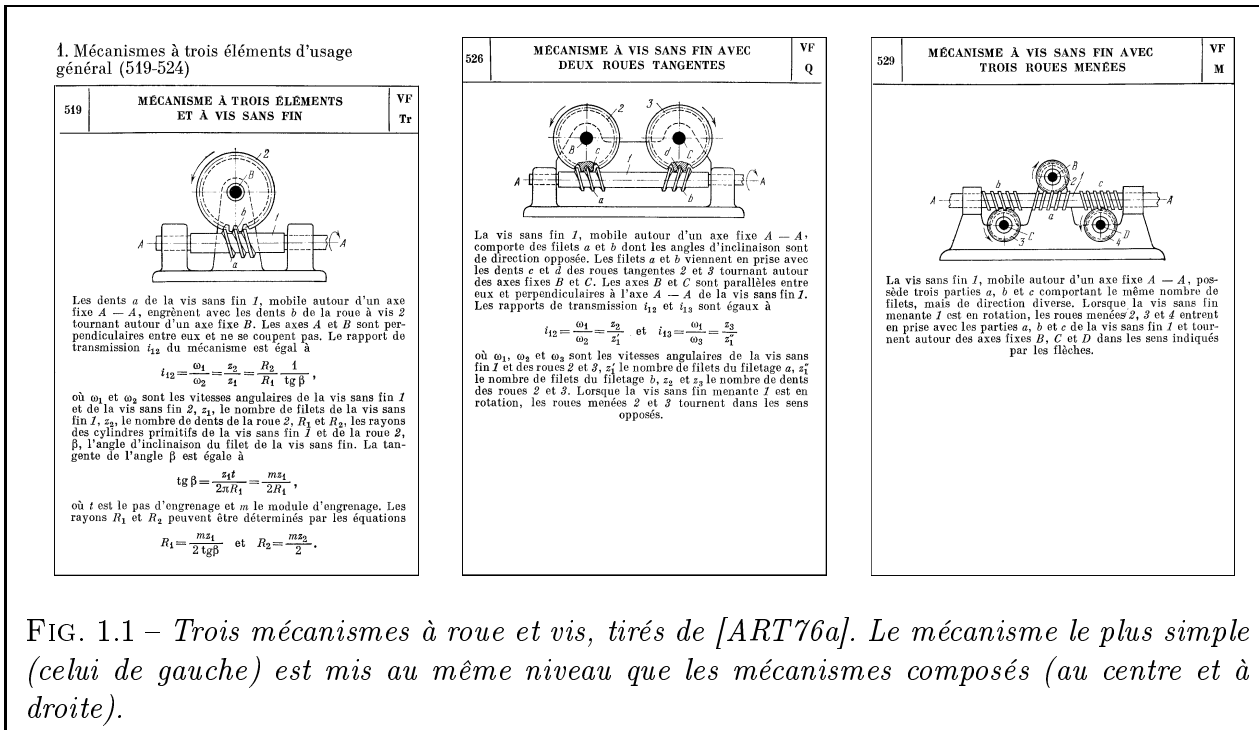 1. Mécanismes à trois éléments d'usage
général (519-524)
519
MÉCANISME À TROIS ÉLÉMENTS
ET À VIS SANS FIN
VF
Tr
2
B
b
1
A
A
a
Les dents a de la vis sans fin 1, mobile autour d'un axe
fixe A — A, engrènent avec les dents b de la roue à vis 2
tournant autour d'un axe fixe B. Les axes A et B sont per-
pendiculaires entre eux et ne se coupent pas. Le rapport de
transmission i₁₂ du mécanisme est égal à
i₁₂ = ω₁/ω₂ = z₂/z₁ = R₂/R₁ 1/tg β ,
où ω₁ et ω₂ sont les vitesses angulaires de la vis sans fin 1
et de la vis sans fin 2, z₁, le nombre de filets de la vis sans
fin 1, z₂, le nombre de dents de la roue 2, R₁ et R₂, les rayons
des cylindres primitifs de la vis sans fin 1 et de la roue 2,
β, l'angle d'inclinaison du filet de la vis sans fin. La tan-
gente de l'angle β est égale à
tg β = z₁t/2πR₁ = mz₁/2R₁ ,
où t est le pas d'engrenage et m le module d'engrenage. Les
rayons R₁ et R₂ peuvent être déterminés par les équations
R₁ = mz₁/2 tgβ et R₂ = mz₂/2 .
526
MÉCANISME À VIS SANS FIN AVEC
DEUX ROUES TANGENTES
VF
Q
2
3
B
c
1
d
C
A
A
a
b
La vis sans fin 1, mobile autour d'un axe fixe A — A,
comporte des filets a et b dont les angles d'inclinaison sont
de direction opposée. Les filets a et b viennent en prise avec
les dents c et d des roues tangentes 2 et 3 tournant autour
des axes fixes B et C. Les axes B et C sont parallèles entre
eux et perpendiculaires à l'axe A — A de la vis sans fin 1.
Les rapports de transmission i₁₂ et i₁₃ sont égaux à
i₁₂ = ω₁/ω₂ = z₂/z₁′ et i₁₃ = ω₁/ω₃ = z₃/z₁″
où ω₁, ω₂ et ω₃ sont les vitesses angulaires de la vis sans
fin 1 et des roues 2 et 3, z₁′ le nombre de filets du filetage a, z₁″
le nombre de filets du filetage b, z₂ et z₃ le nombre de dents
des roues 2 et 3. Lorsque la vis sans fin menante 1 est en
rotation, les roues menées 2 et 3 tournent dans les sens
opposés.
529
MÉCANISME À VIS SANS FIN AVEC
TROIS ROUES MENÉES
VF
M
B
b
2
1
c
A
A
a
3
C
4
D
La vis sans fin 1, mobile autour d'un axe fixe A — A, pos-
sède trois parties a, b et c comportant le même nombre de
filets, mais de direction diverse. Lorsque la vis sans fin
menante 1 est en rotation, les roues menées 2, 3 et 4 entrent
en prise avec les parties a, b et c de la vis sans fin 1 et tour-
nent autour des axes fixes B, C et D dans les sens indiqués
par les flèches.
FIG. 1.1 – Trois mécanismes à roue et vis, tirés de [ART76a]. Le mécanisme le plus simple
(celui de gauche) est mis au même niveau que les mécanismes composés (au centre et à
droite).